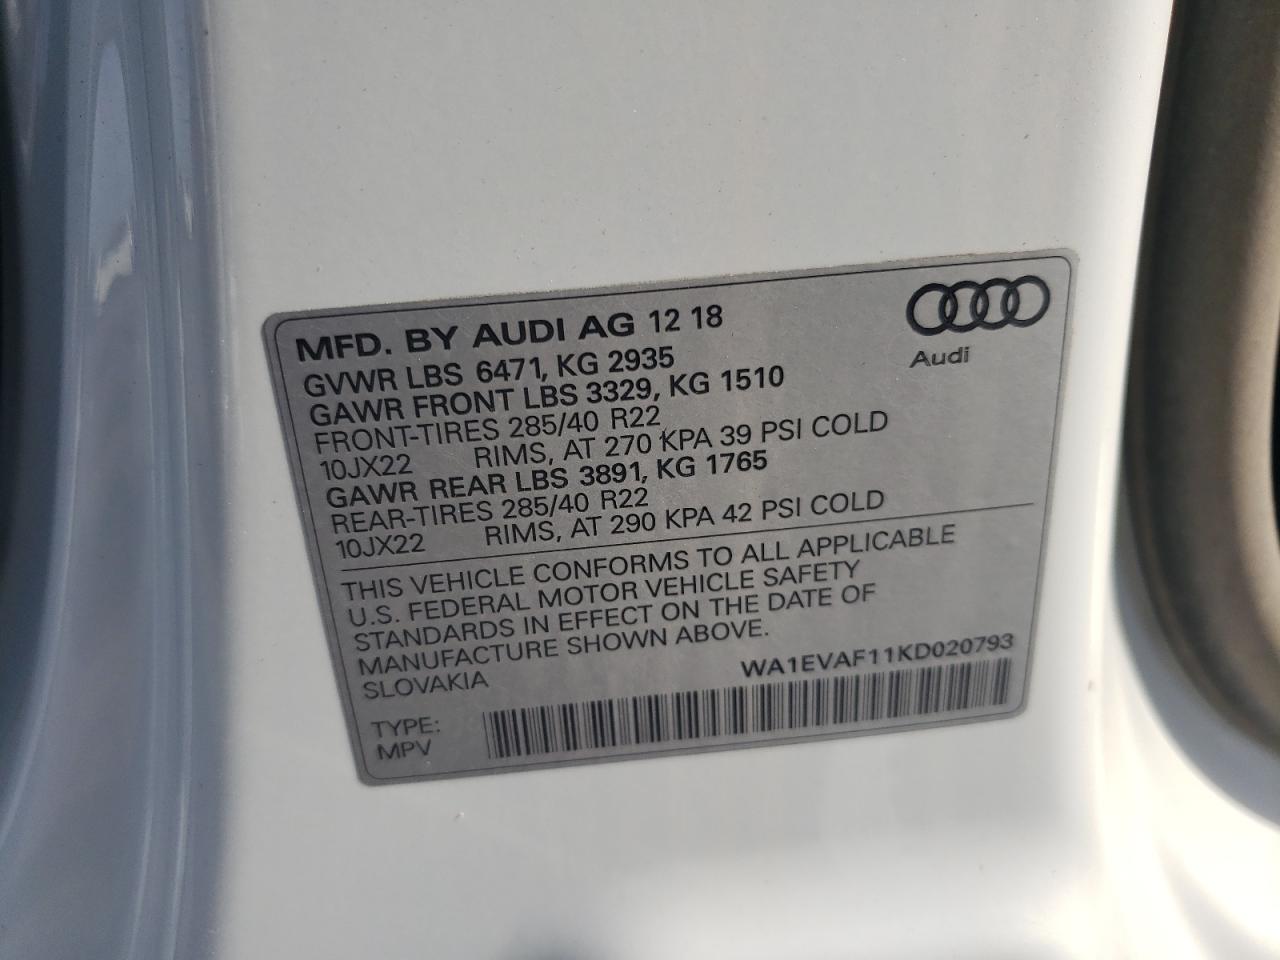 MFD. BY AUDI AG 12 18
Audi
GVWR LBS 6471, KG 2935
GAWR FRONT LBS 3329, KG 1510
FRONT-TIRES 285/40 R22
10JX22 RIMS, AT 270 KPA 39 PSI COLD
GAWR REAR LBS 3891, KG 1765
REAR-TIRES 285/40 R22
10JX22 RIMS, AT 290 KPA 42 PSI COLD
THIS VEHICLE CONFORMS TO ALL APPLICABLE
U.S. FEDERAL MOTOR VEHICLE SAFETY
STANDARDS IN EFFECT ON THE DATE OF
MANUFACTURE SHOWN ABOVE.
SLOVAKIA
WA1EVAF11KD020793
TYPE:
MPV